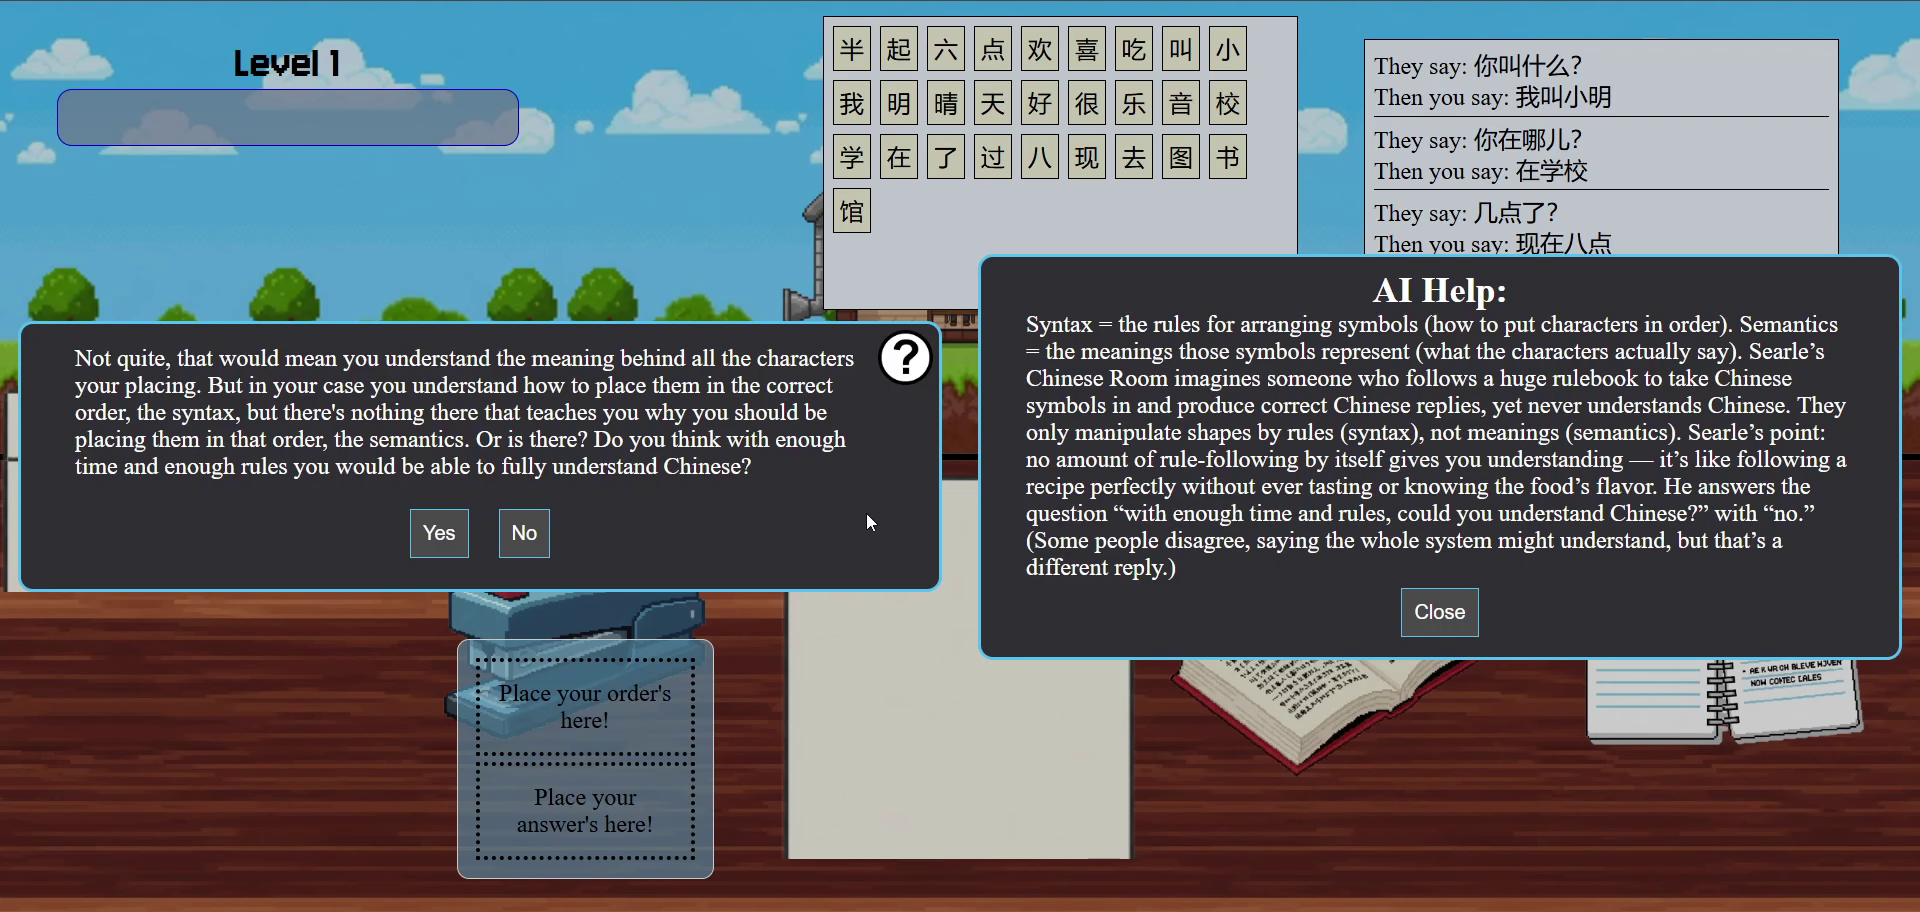 Level 1
半 起 六 点 欢 喜 吃 叫 小
我 明 晴 天 好 很 乐 音 校
学 在 了 过 八 现 去 图 书
馆
They say: 你叫什么?
Then you say: 我叫小明
They say: 你在哪儿?
Then you say: 在学校
They say: 几点了?
Then you say: 现在八点
Not quite, that would mean you understand the meaning behind all the characters
your placing. But in your case you understand how to place them in the correct
order, the syntax, but there's nothing there that teaches you why you should be
placing them in that order, the semantics. Or is there? Do you think with enough
time and enough rules you would be able to fully understand Chinese?
?
Yes No
AI Help:
Syntax = the rules for arranging symbols (how to put characters in order). Semantics
= the meanings those symbols represent (what the characters actually say). Searle’s
Chinese Room imagines someone who follows a huge rulebook to take Chinese
symbols in and produce correct Chinese replies, yet never understands Chinese. They
only manipulate shapes by rules (syntax), not meanings (semantics). Searle’s point:
no amount of rule-following by itself gives you understanding — it’s like following a
recipe perfectly without ever tasting or knowing the food’s flavor. He answers the
question “with enough time and rules, could you understand Chinese?” with “no.”
(Some people disagree, saying the whole system might understand, but that’s a
different reply.)
Close
Place your order's
here!
Place your
answer's here!